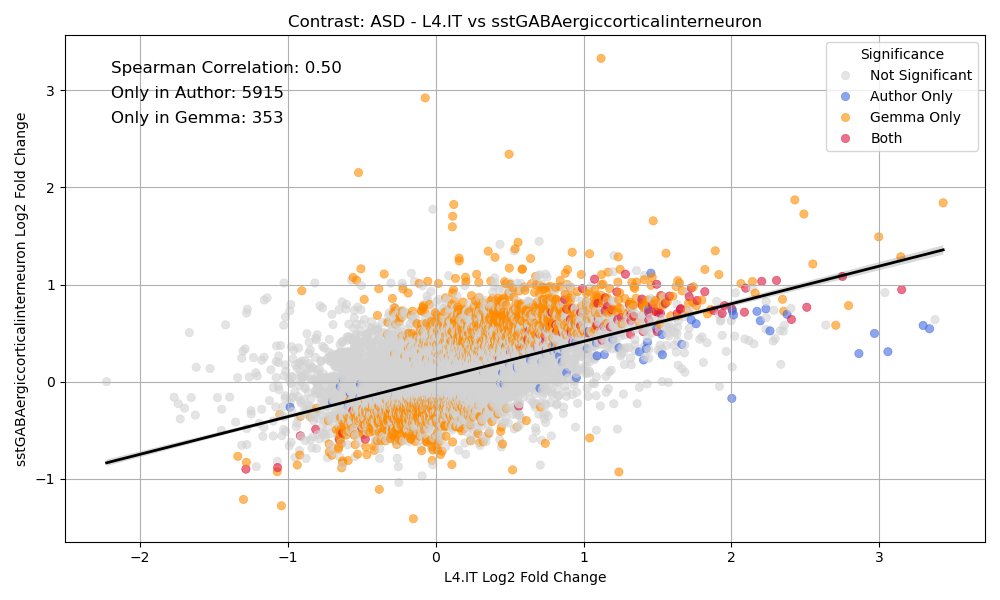 Contrast: ASD - L4.IT vs sstGABAergiccorticalinterneuron
Spearman Correlation: 0.50
Only in Author: 5915
Only in Gemma: 353
Significance
Not Significant
Author Only
Gemma Only
Both
sstGABAergiccorticalinterneuron Log2 Fold Change
3
2
1
0
−1
−2
−1
0
1
2
3
L4.IT Log2 Fold Change